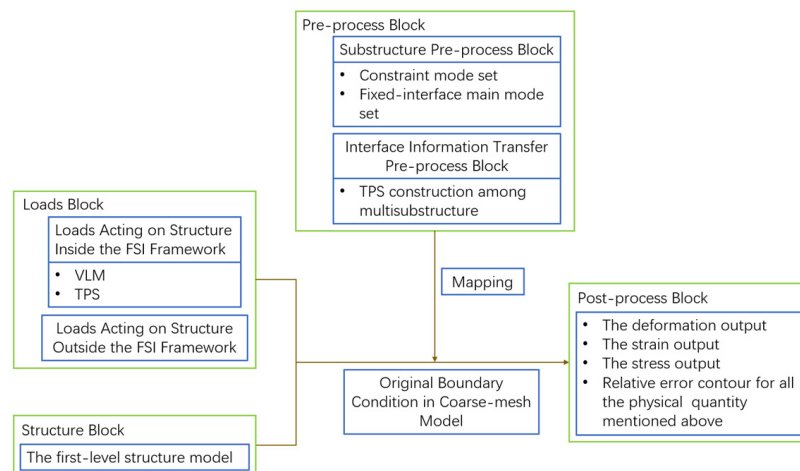 Pre-process Block
Substructure Pre-process Block
• Constraint mode set
• Fixed-interface main mode
set
Interface Information Transfer
Pre-process Block
• TPS construction among
multisubstructure
Loads Block
Loads Acting on Structure
Inside the FSI Framework
• VLM
• TPS
Loads Acting on Structure
Outside the FSI Framework
Mapping
Original Boundary
Condition in Coarse-mesh
Model
Structure Block
The first-level structure model
Post-process Block
• The deformation output
• The strain output
• The stress output
• Relative error contour for all
the physical quantity
mentioned above